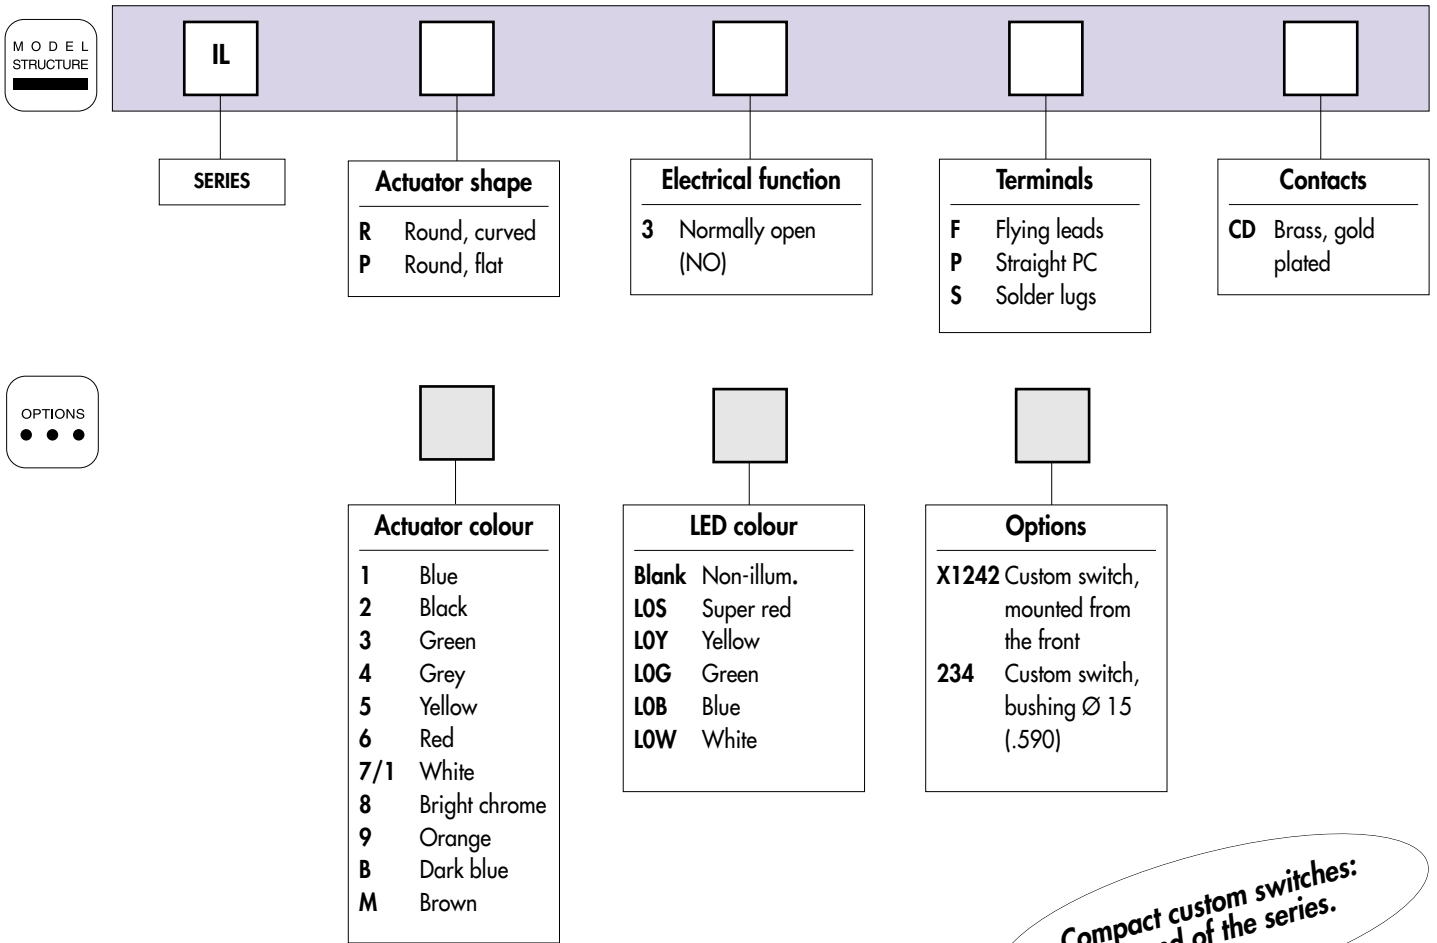 MODEL
STRUCTURE
IL
SERIES
Actuator shape
R Round, curved
P Round, flat
Electrical function
3 Normally open
(NO)
Terminals
F Flying leads
P Straight PC
S Solder lugs
Contacts
CD Brass, gold
plated
OPTIONS
Actuator colour
1 Blue
2 Black
3 Green
4 Grey
5 Yellow
6 Red
7/1 White
8 Bright chrome
9 Orange
B Dark blue
M Brown
LED colour
Blank Non-illum.
L0S Super red
L0Y Yellow
L0G Green
L0B Blue
L0W White
Options
X1242 Custom switch,
mounted from
the front
234 Custom switch,
bushing Ø 15
(.590)
Compact custom switches:
of the series.